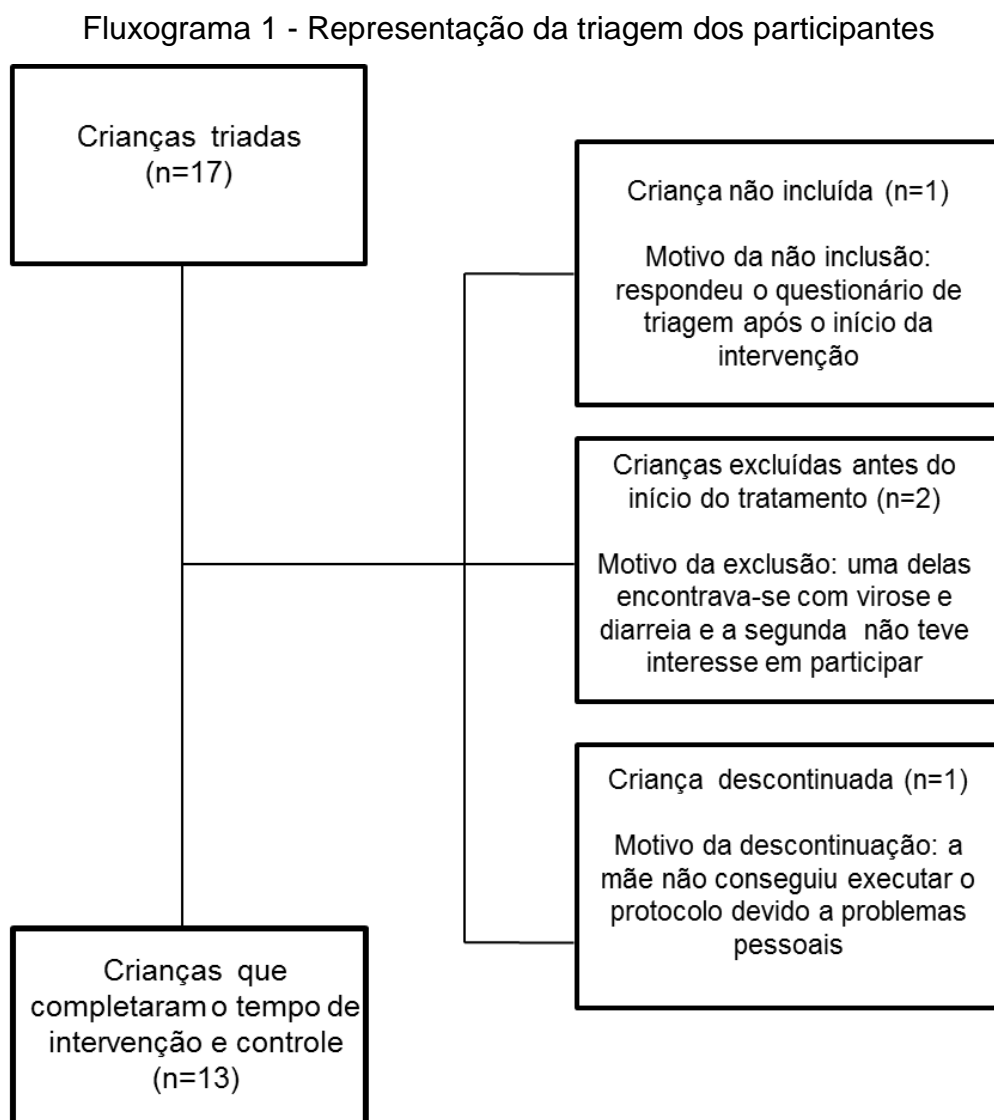 Fluxograma 1 - Representação da triagem dos participantes
Crianças triadas
(n=17)
Criança não incluída (n=1)
Motivo da não inclusão:
respondeu o questionário de
triagem após o início da
intervenção
Crianças excluídas antes do
início do tratamento (n=2)
Motivo da exclusão: uma delas
encontrava-se com virose e
diarreia e a segunda não teve
interesse em participar
Criança descontinuada (n=1)
Motivo da descontinuação: a
mãe não conseguiu executar o
protocolo devido a problemas
pessoais
Crianças que
completaram o tempo de
intervenção e controle
(n=13)